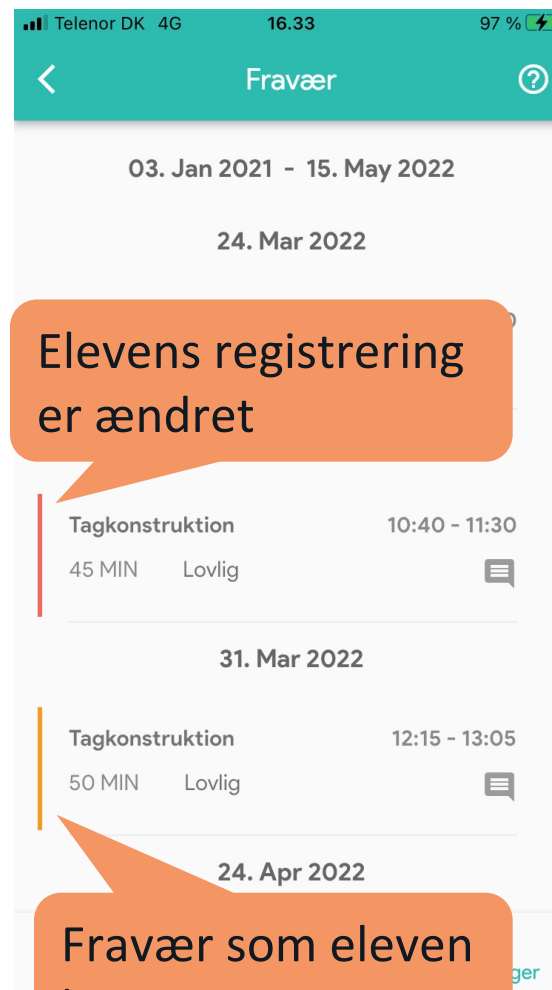 Telenor DK 4G 16.33 97 %
Fravær
03. Jan 2021 - 15. May 2022
24. Mar 2022
Elevens registrering
er ændret
Tagkonstruktion 10:40 - 11:30
45 MIN Lovlig
31. Mar 2022
Tagkonstruktion 12:15 - 13:05
50 MIN Lovlig
24. Apr 2022
Fravær som eleven